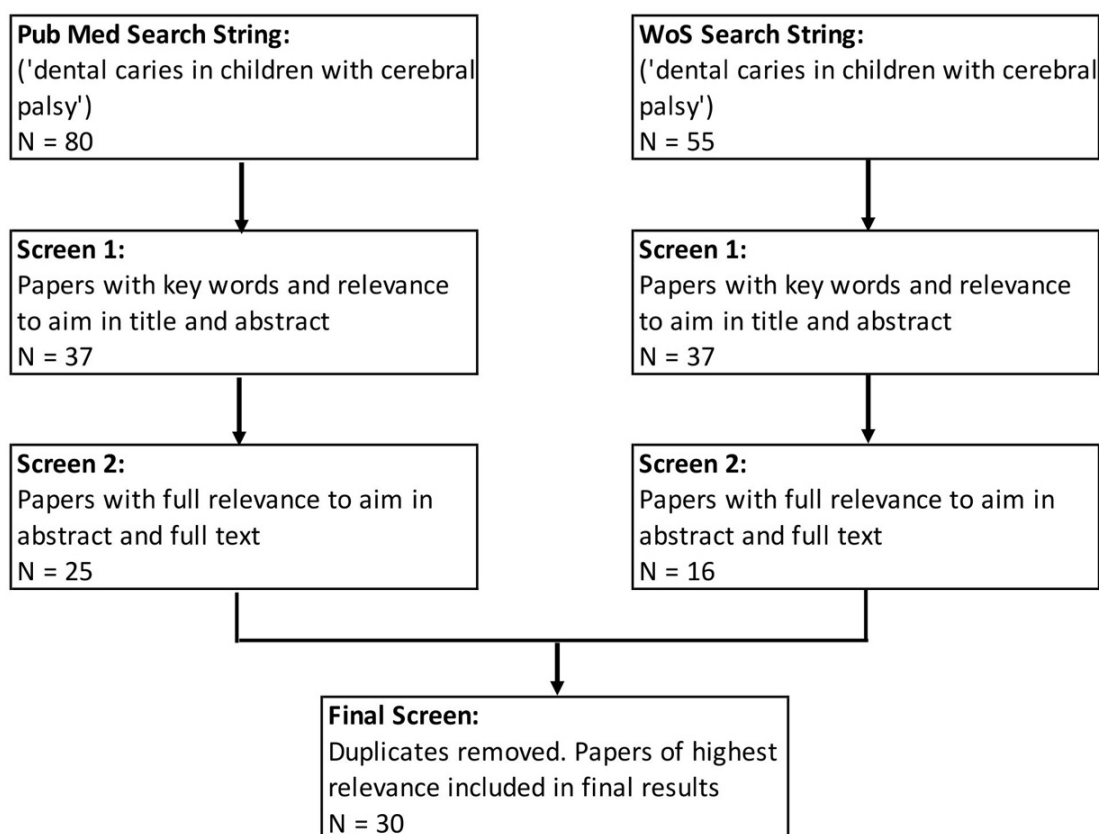 Pub Med Search String:
('dental caries in children with cerebral
palsy')
N = 80
WoS Search String:
('dental caries in children with cerebral
palsy')
N = 55
Screen 1:
Papers with key words and relevance
to aim in title and abstract
N = 37
Screen 1:
Papers with key words and relevance
to aim in title and abstract
N = 37
Screen 2:
Papers with full relevance to aim in
abstract and full text
N = 25
Screen 2:
Papers with full relevance to aim in
abstract and full text
N = 16
Final Screen:
Duplicates removed. Papers of highest
relevance included in final results
N = 30